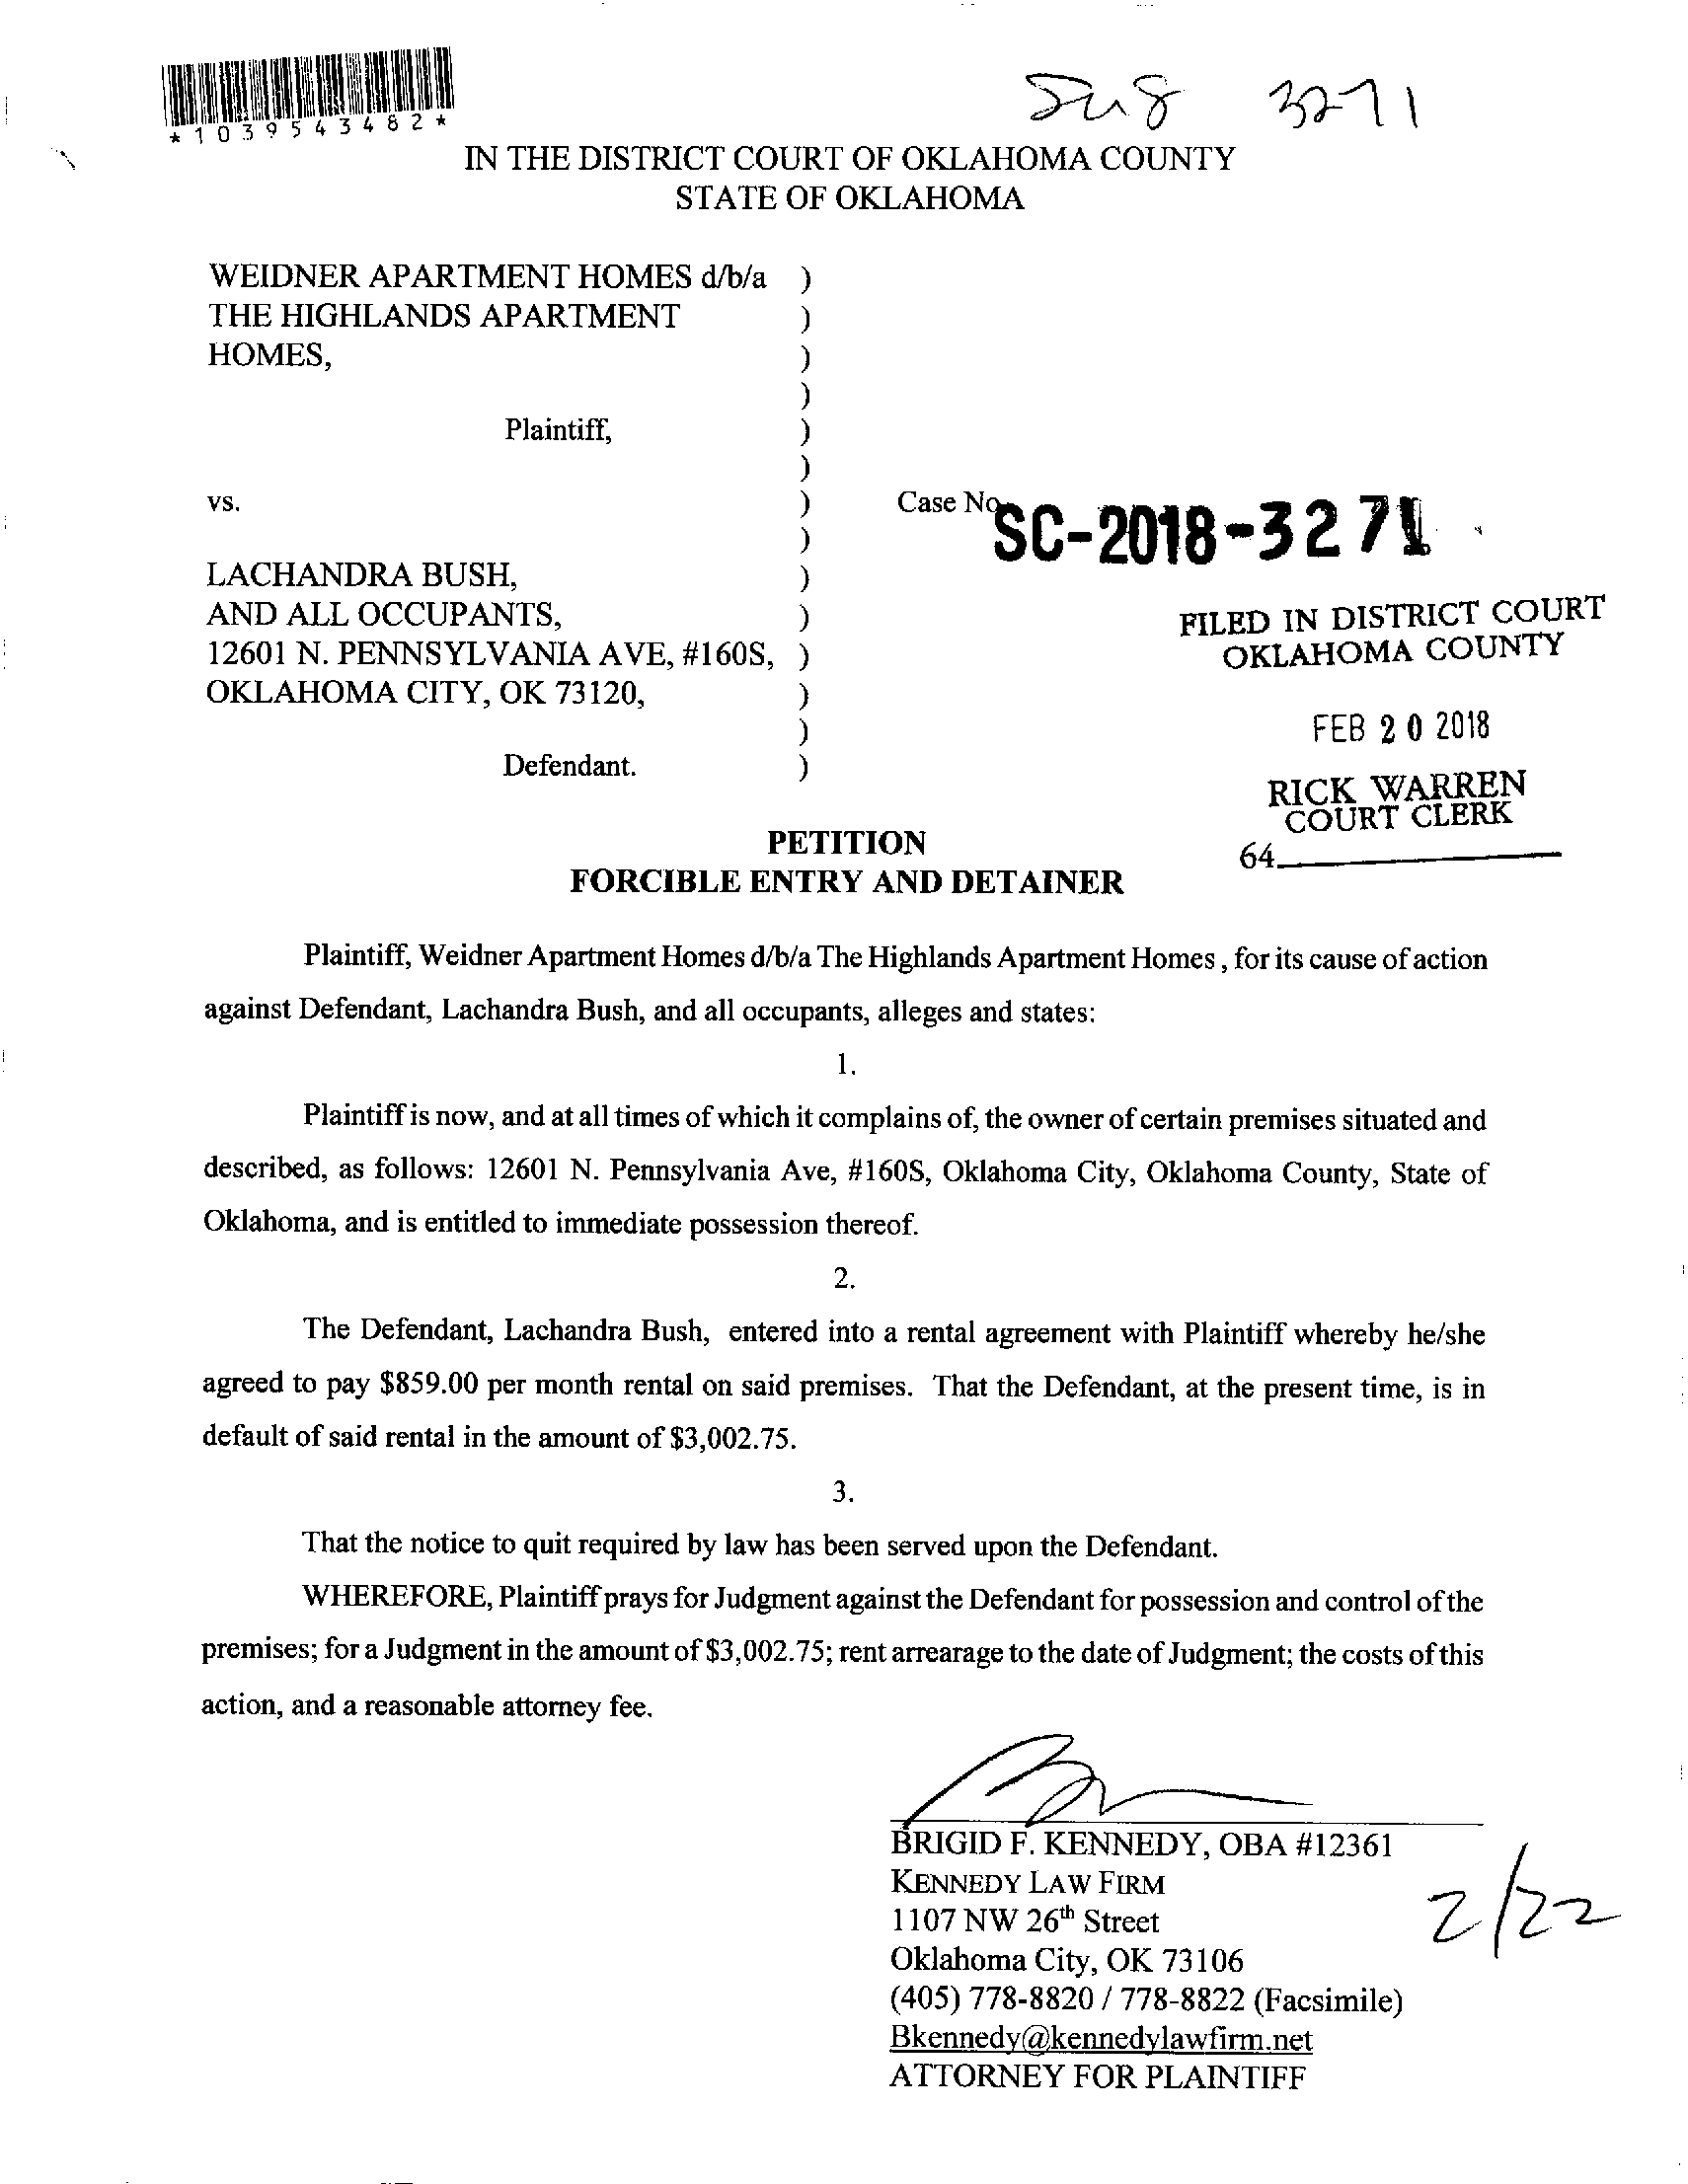 *1039543482*
3271
IN THE DISTRICT COURT OF OKLAHOMA COUNTY
STATE OF OKLAHOMA
WEIDNER APARTMENT HOMES d/b/a )
THE HIGHLANDS APARTMENT )
HOMES, )
)
Plaintiff, )
)
vs. ) Case No.
SC-2018-3271
)
LACHANDRA BUSH, )
AND ALL OCCUPANTS, )
12601 N. PENNSYLVANIA AVE, #160S, )
OKLAHOMA CITY, OK 73120, )
)
Defendant. )
FILED IN DISTRICT COURT
OKLAHOMA COUNTY
FEB 20 2018
RICK WARREN
COURT CLERK
64
PETITION
FORCIBLE ENTRY AND DETAINER
Plaintiff, Weidner Apartment Homes d/b/a The Highlands Apartment Homes , for its cause of action
against Defendant, Lachandra Bush, and all occupants, alleges and states:
1.
Plaintiff is now, and at all times of which it complains of, the owner of certain premises situated and
described, as follows: 12601 N. Pennsylvania Ave, #160S, Oklahoma City, Oklahoma County, State of
Oklahoma, and is entitled to immediate possession thereof.
2.
The Defendant, Lachandra Bush, entered into a rental agreement with Plaintiff whereby he/she
agreed to pay $859.00 per month rental on said premises. That the Defendant, at the present time, is in
default of said rental in the amount of $3,002.75.
3.
That the notice to quit required by law has been served upon the Defendant.
WHEREFORE, Plaintiff prays for Judgment against the Defendant for possession and control of the
premises; for a Judgment in the amount of $3,002.75; rent arrearage to the date of Judgment; the costs of this
action, and a reasonable attorney fee.
BRIGID F. KENNEDY, OBA #12361
KENNEDY LAW FIRM
1107 NW 26th Street
Oklahoma City, OK 73106
(405) 778-8820 / 778-8822 (Facsimile)
Bkennedy@kennedylawfirm.net
ATTORNEY FOR PLAINTIFF
2/22